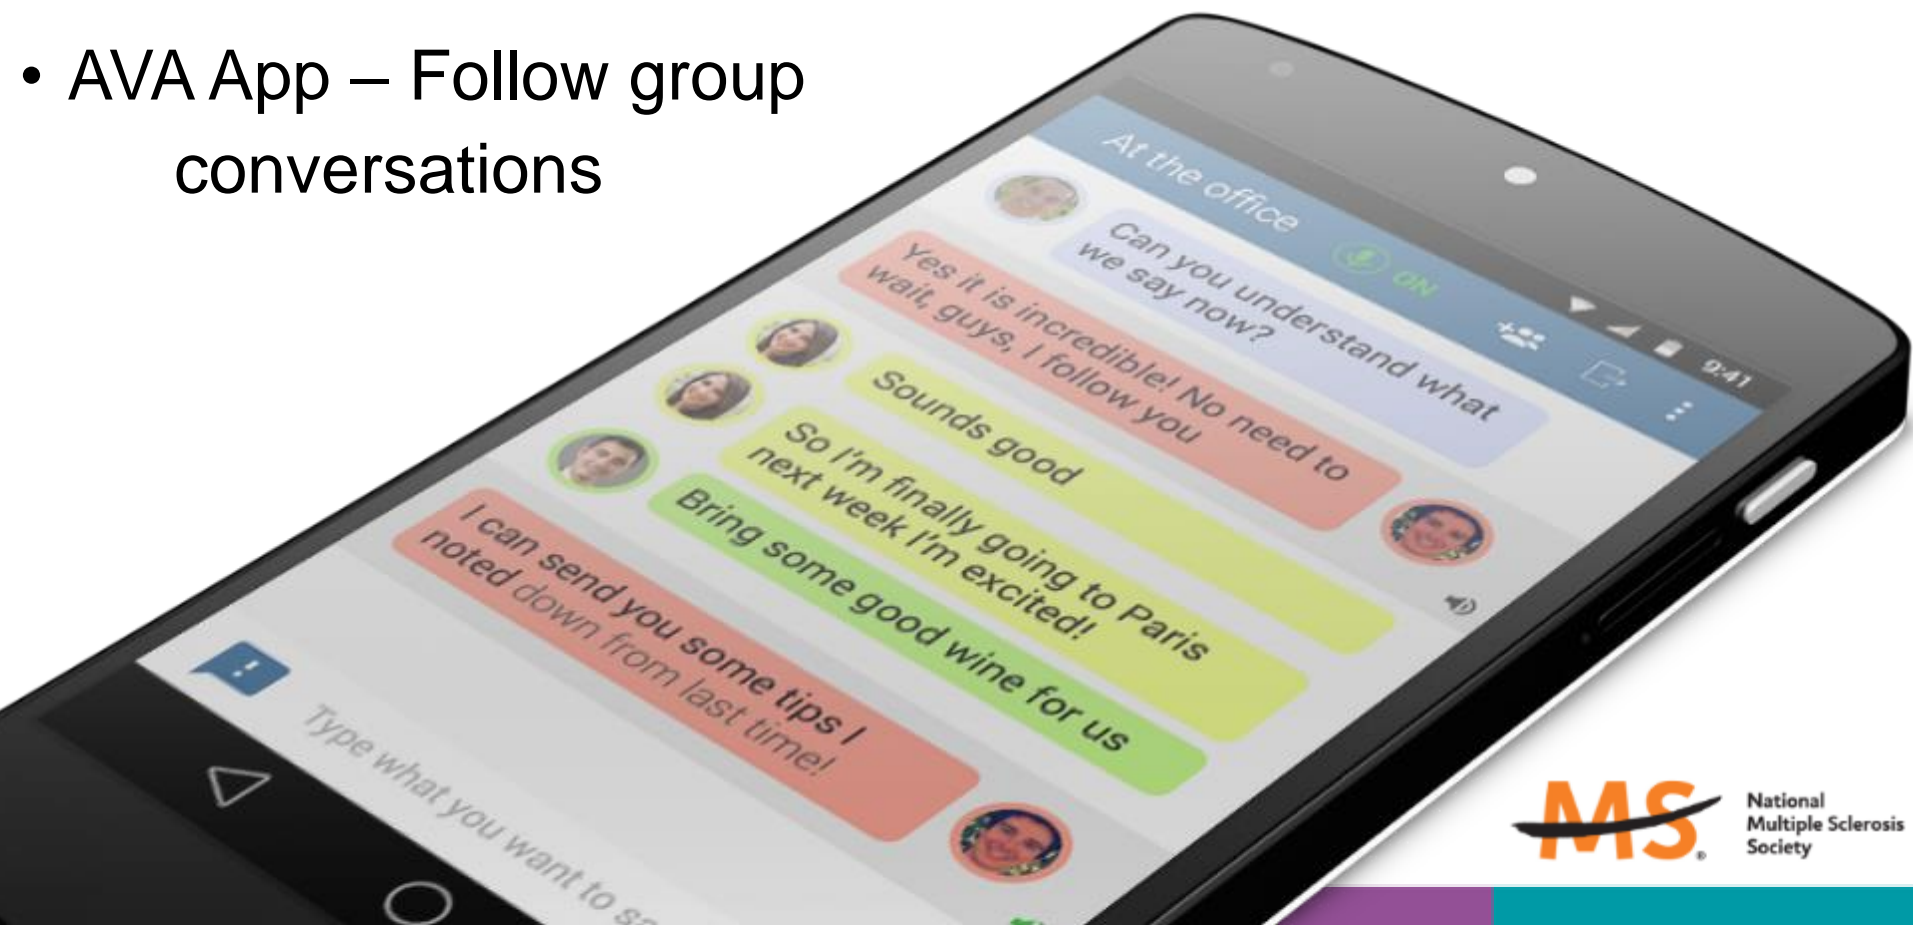 • AVA App – Follow group
conversations
9:41
At the office
ON
Can you understand what
we say now?
Yes it is incredible! No need to
wait, guys, I follow you
Sounds good
So I'm finally going to Paris
next week I'm excited!
Bring some good wine for us
I can send you some tips I
noted down from last time!
Type what you want to
MS®
National
Multiple Sclerosis
Society